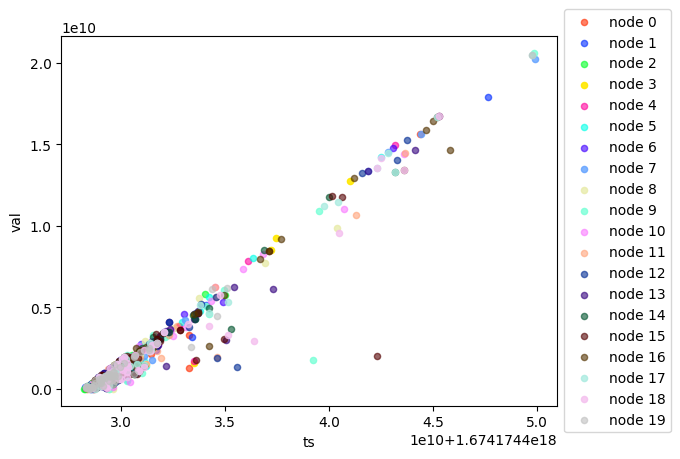 1e10
val
2.0
1.5
1.0
0.5
0.0
3.0
3.5
4.0
4.5
5.0
ts
1e10+1.6741744e18
node 0
node 1
node 2
node 3
node 4
node 5
node 6
node 7
node 8
node 9
node 10
node 11
node 12
node 13
node 14
node 15
node 16
node 17
node 18
node 19